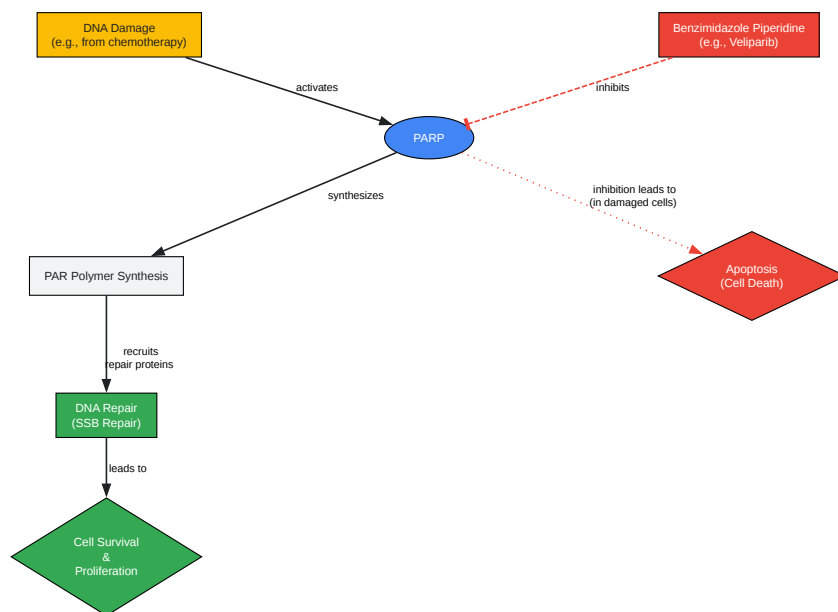 DNA Damage
(e.g., from chemotherapy)
Benzimidazole Piperidine
(e.g., Veliparib)
activates
inhibits
PARP
synthesizes
inhibition leads to
(in damaged cells)
PAR Polymer Synthesis
Apoptosis
(Cell Death)
recruits
repair proteins
DNA Repair
(SSB Repair)
leads to
Cell Survival
&
Proliferation